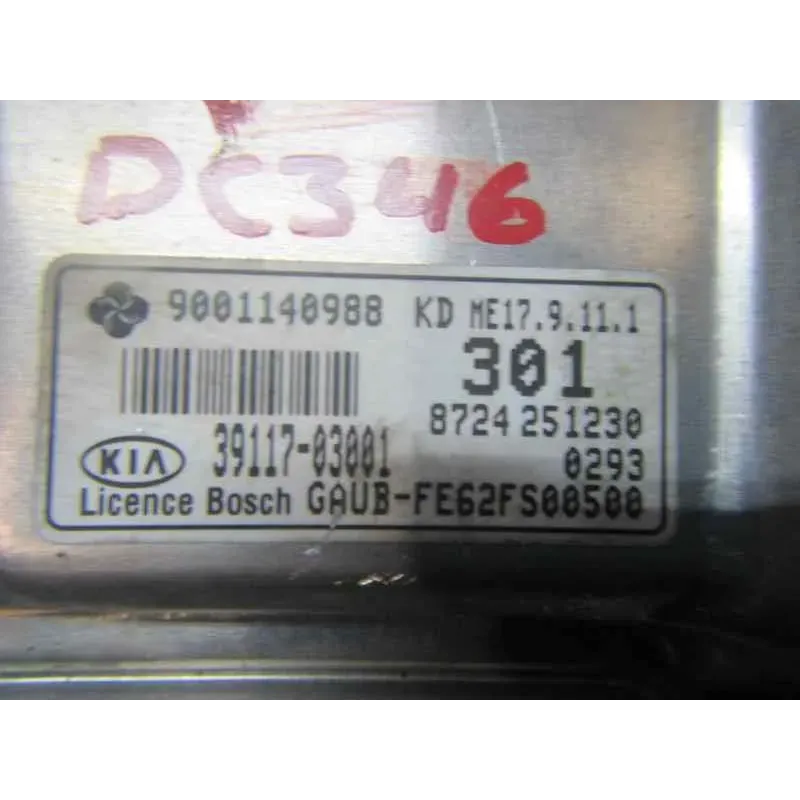 DC346
9001140988 KD ME17.9.11.1
301
8724 251230
KIA 39117-03001 0293
Licence Bosch GAUB-FE62FS00500